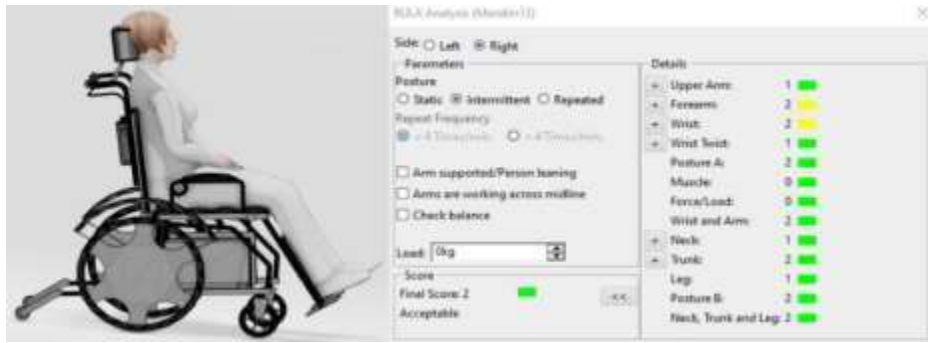 RULA Analysis (Manikin13)
Side: Left Right
Parameters
Posture
Static Intermittent Repeated
Repeat Frequency
Arm supported/Person leaning
Arms are working across midline
Check balance
Load: 0kg
Score
Final Score: 2
<<
Acceptable
Details
+ Upper Arm: 1
+ Forearm: 2
+ Wrist: 2
+ Wrist Twist: 1
Posture A: 2
Muscle: 0
Force/Load: 0
Wrist and Arm: 2
+ Neck: 1
+ Trunk: 2
Leg: 1
Posture B: 2
Neck, Trunk and Leg: 2